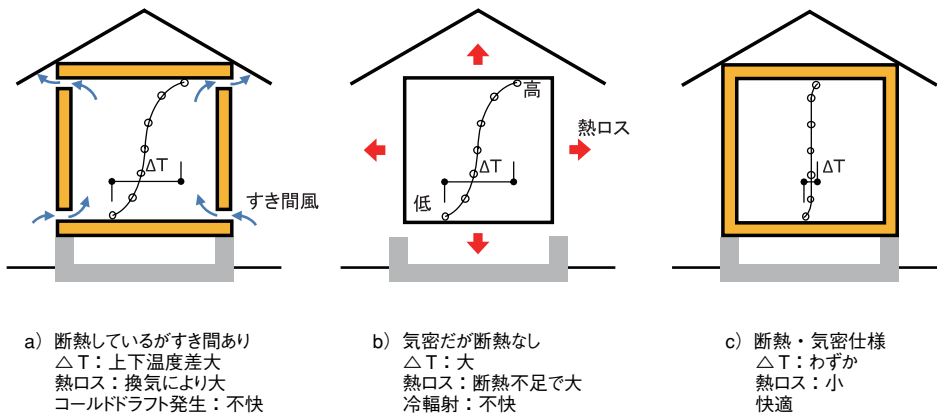 高
熱ロス
ΔT
ΔT
ΔT
すき間風
低
a) 断熱しているがすき間あり
△T：上下温度差大
熱ロス：換気により大
コールドドラフト発生：不快
b) 気密だが断熱なし
△T：大
熱ロス：断熱不足で大
冷輻射：不快
c) 断熱・気密仕様
△T：わずか
熱ロス：小
快適